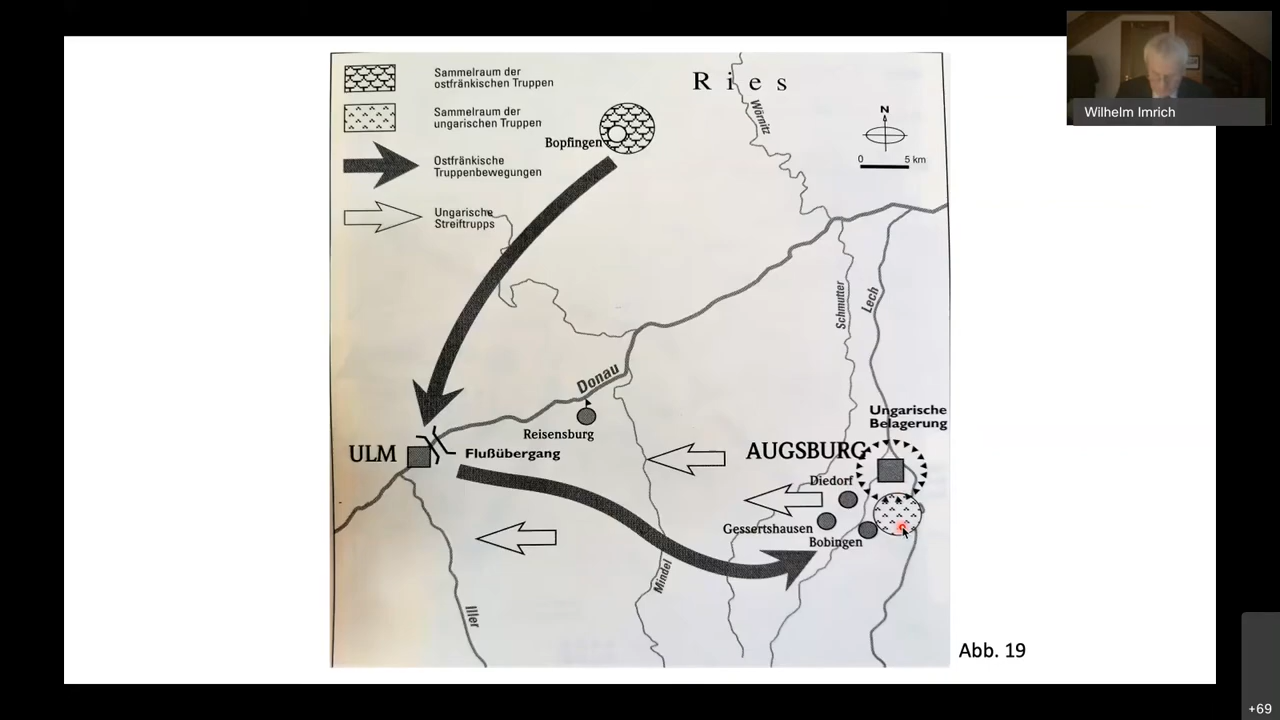 Sammelraum der
ostfränkischen Truppen
Sammelraum der
ungarischen Truppen
Ostfränkische
Truppenbewegungen
Ungarische
Streiftrupps
Ries
Wörnitz
N
0 5 km
Bopfingen
Schmutter
Lech
Donau
Reisensburg
ULM
Flußübergang
Ungarische
Belagerung
AUGSBURG
Diedorf
Gessertshausen
Bobingen
Mindel
Iller
Abb. 19
Wilhelm Imrich
+69